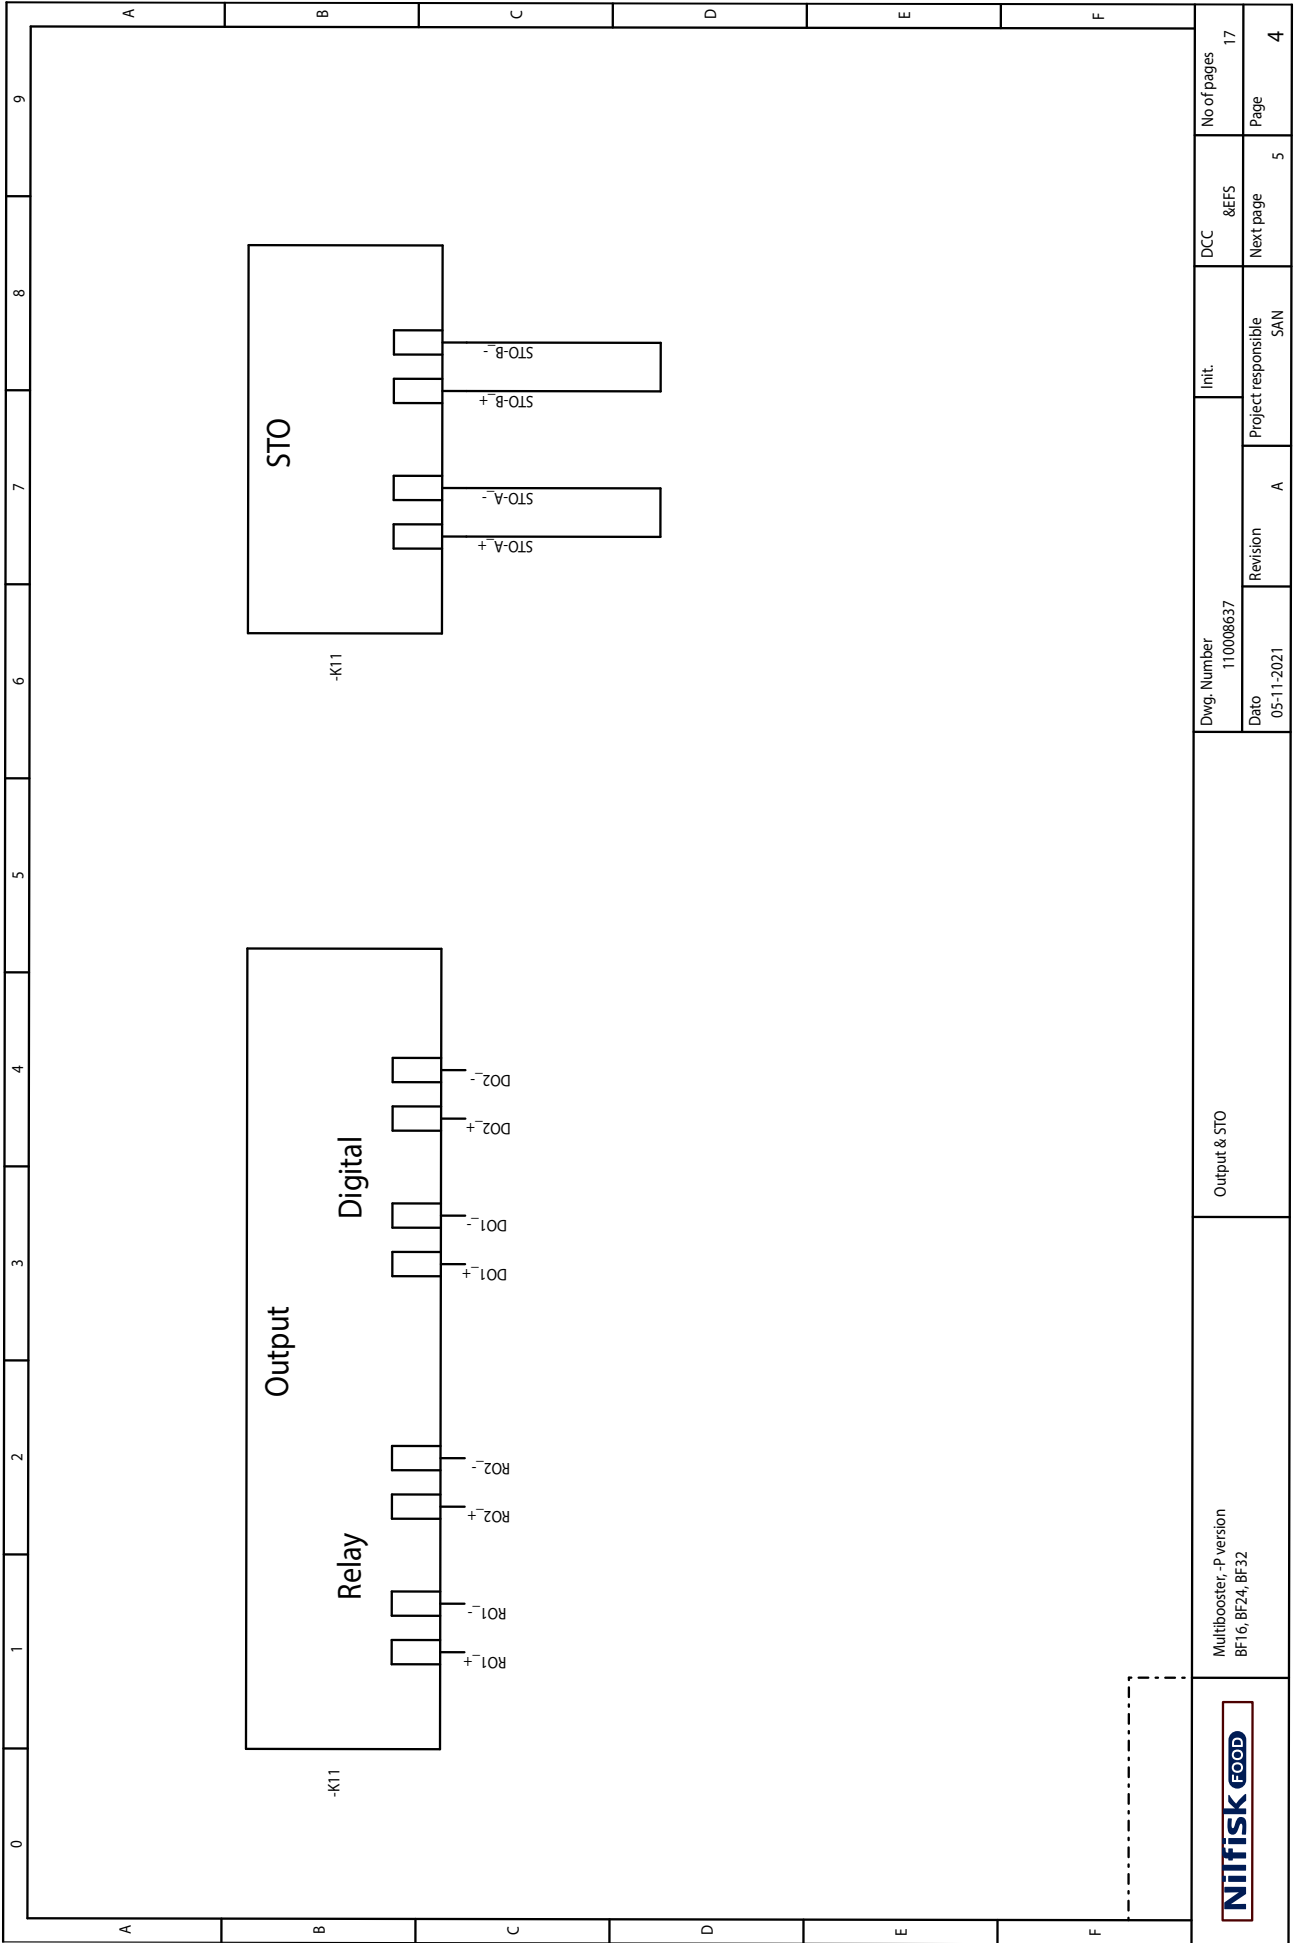 0 1 2 3 4 5 6 7 8 9
A
A
B
B
C
C
D
D
E
E
F
F
Output
Relay
Digital
-K11
RO1_+
RO1_-
RO2_+
RO2_-
DO1_+
DO1_-
DO2_+
DO2_-
STO
-K11
STO-A_+
STO-A_-
STO-B_+
STO-B_-
Nilfisk FOOD
Multibooster, -P version
BF16, BF24, BF32
Output & STO
Dwg. Number
110008637
Init.
DCC
&EFS
No of pages
17
Dato
05-11-2021
Revision
A
Project responsible
SAN
Next page
5
Page
4